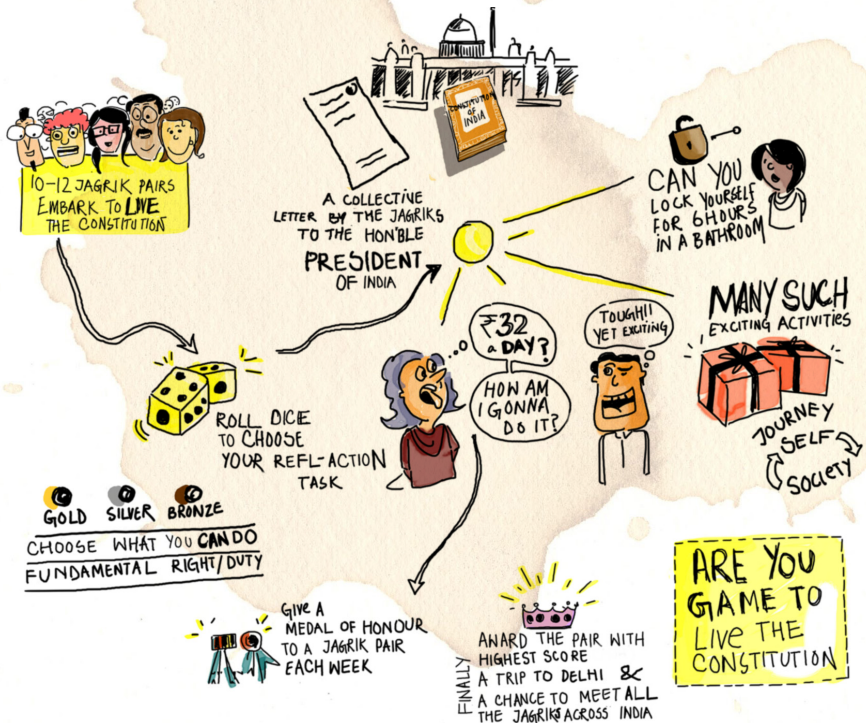 CONSTITUTION
OF
INDIA
10-12 JAGRIK PAIRS
EMBARK TO LIVE
THE CONSTITUTION
A COLLECTIVE
LETTER BY THE JAGRIKS
TO THE HON'BLE
PRESIDENT
OF INDIA
CAN YOU
LOCK YOURSELF
FOR 6 HOURS
IN A BATHROOM
MANY SUCH
EXCITING ACTIVITIES
JOURNEY
SELF
SOCIETY
₹32
a DAY?
HOW AM
I GONNA
DO IT?
TOUGH!!
YET EXCITING
ROLL DICE
TO CHOOSE
YOUR REFL-ACTION
TASK
GOLD SILVER BRONZE
CHOOSE WHAT YOU CAN DO
FUNDAMENTAL RIGHT/DUTY
GIVE A
MEDAL OF HONOUR
TO A JAGRIK PAIR
EACH WEEK
FINALLY
AWARD THE PAIR WITH
HIGHEST SCORE
A TRIP TO DELHI &
A CHANCE TO MEET ALL
THE JAGRIKS ACROSS INDIA
ARE YOU
GAME TO
LIVE THE
CONSTITUTION